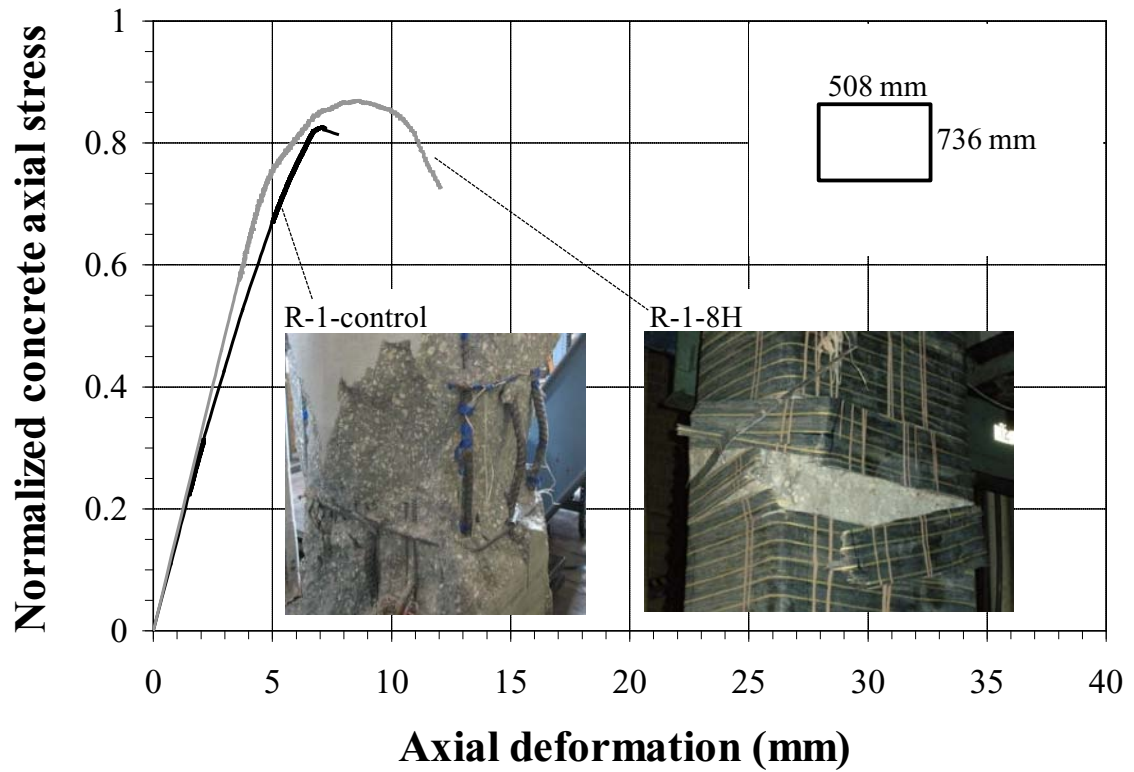 Normalized concrete axial stress
1
0.8
0.6
0.4
0.2
0
508 mm
736 mm
R-1-control
R-1-8H
0 5 10 15 20 25 30 35 40
Axial deformation (mm)